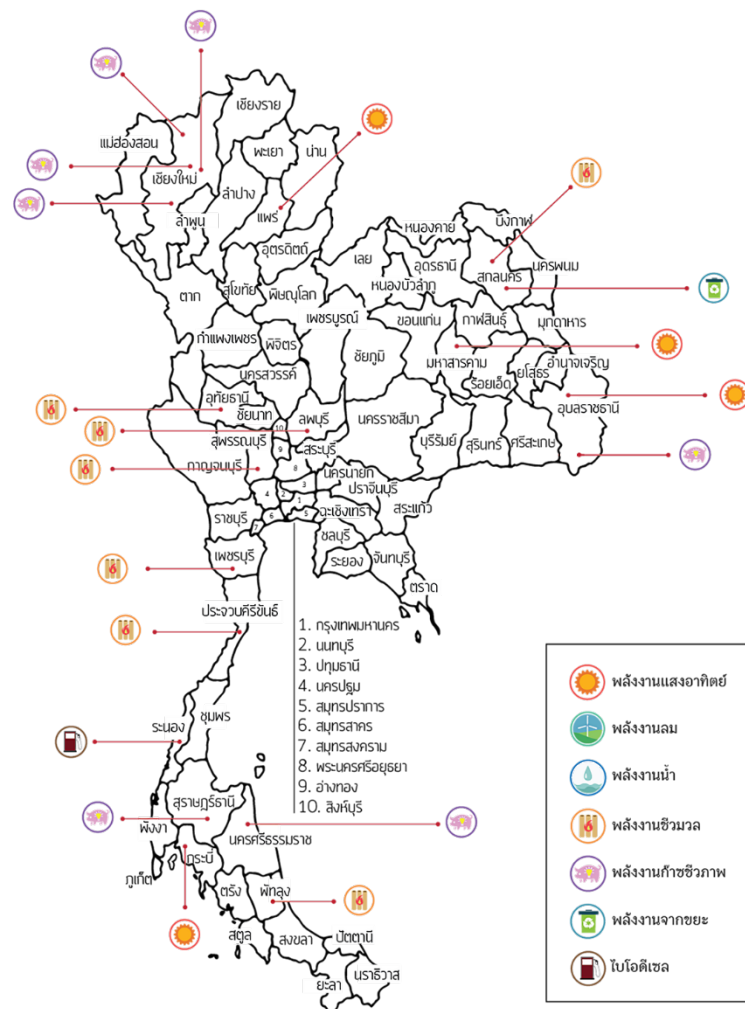 เชียงราย
แม่ฮ่องสอน
พะเยา
น่าน
เชียงใหม่
ลำปาง
แพร่
ลำพูน
หนองคาย
บึงกาฬ
อุตรดิตถ์
เลย
อุดรธานี
สกลนคร
นครพนม
ตาก
สุโขทัย
พิษณุโลก
หนองบัวลำภู
เพชรบูรณ์
ขอนแก่น
กาฬสินธุ์
มุกดาหาร
กำแพงเพชร
พิจิตร
ชัยภูมิ
มหาสารคาม
ร้อยเอ็ด
ยโสธร
อำนาจเจริญ
นครสวรรค์
อุทัยธานี
ชัยนาท
ลพบุรี
นครราชสีมา
อุบลราชธานี
10
สุพรรณบุรี
9
สระบุรี
บุรีรัมย์
สุรินทร์
ศรีสะเกษ
กาญจนบุรี
8
นครนายก
3
ปราจีนบุรี
4
2
1
สระแก้ว
ราชบุรี
6
5
ฉะเชิงเทรา
7
ชลบุรี
เพชรบุรี
ระยอง
จันทบุรี
ตราด
ประจวบคีรีขันธ์
1. กรุงเทพมหานคร
2. นนทบุรี
3. ปทุมธานี
4. นครปฐม
5. สมุทรปราการ
6. สมุทรสาคร
7. สมุทรสงคราม
8. พระนครศรีอยุธยา
9. อ่างทอง
10. สิงห์บุรี
ระนอง
ชุมพร
สุราษฎร์ธานี
พังงา
นครศรีธรรมราช
กระบี่
ภูเก็ต
ตรัง
พัทลุง
สตูล
สงขลา
ปัตตานี
ยะลา
นราธิวาส
พลังงานแสงอาทิตย์
พลังงานลม
พลังงานน้ำ
พลังงานชีวมวล
พลังงานก๊าซชีวภาพ
พลังงานจากขยะ
ไบโอดีเซล